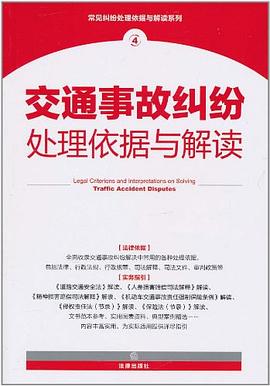 常见纠纷处理依据与解读系列
4
交通事故纠纷
处理依据与解读
Legal Criterions and Interpretations on Solving
Traffic Accident Disputes
【法律依据】
全面收录交通事故纠纷解决中常用的各种处理依据,
包括法律、行政法规、行政规章、司法解释、司法文件、审判政策等
【实务指引】
《道路交通安全法》解读、《人身损害赔偿司法解释》解读、
《精神损害赔偿司法解释》解读、《机动车交通事故责任强制保险条例》解读、
《侵权责任法(节录)》解读、《保险法(节录)》解读、
文书范本参考、实用图表资料、典型案例精选——
内容丰富实用,为实际适用提供详尽指引
法律出版社